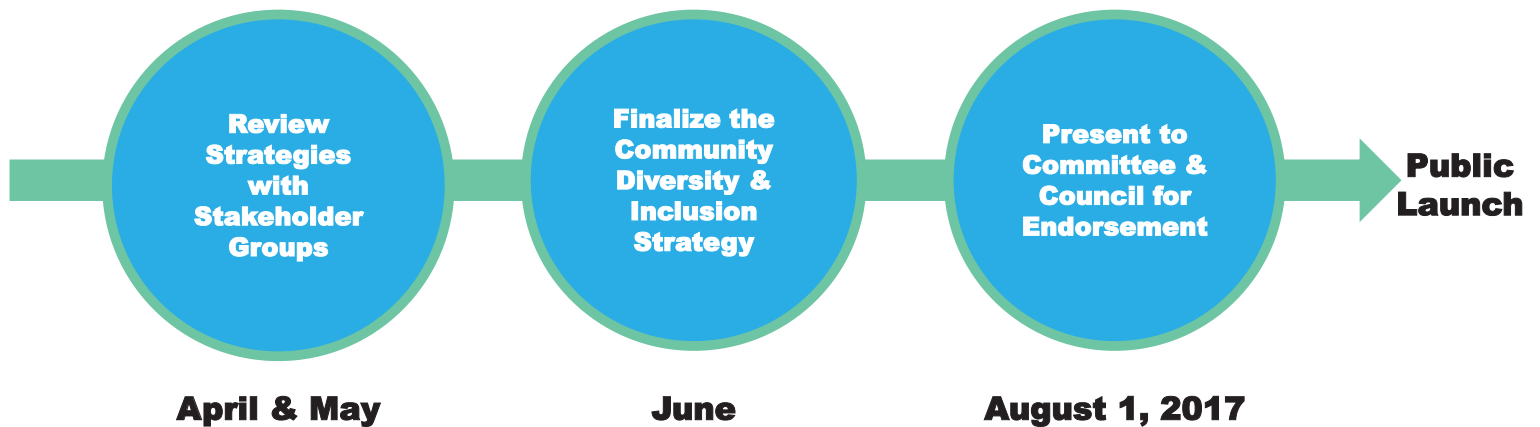 Review
Strategies
with
Stakeholder
Groups
Finalize the
Community
Diversity &
Inclusion
Strategy
Present to
Committee &
Council for
Endorsement
Public
Launch
April & May
June
August 1, 2017